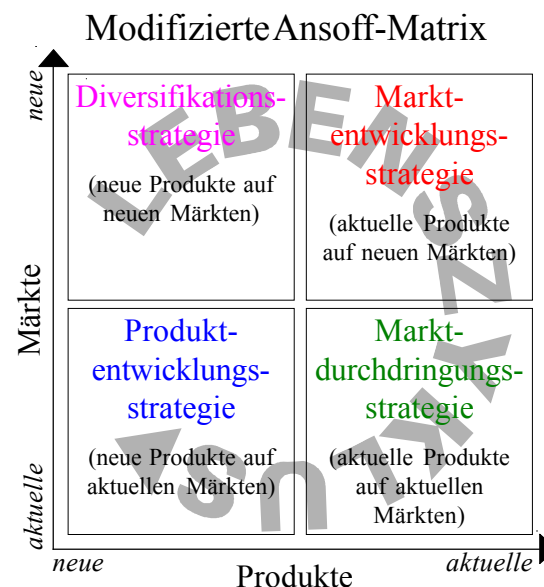 Modifizierte Ansoff-Matrix
neue
Diversifikations-
strategie
(neue Produkte auf
neuen Märkten)
Markt-
entwicklungs-
strategie
(aktuelle Produkte
auf neuen Märkten)
LEBENSZYKLUS
Märkte
Produkt-
entwicklungs-
strategie
(neue Produkte auf
aktuellen Märkten)
Markt-
durchdringungs-
strategie
(aktuelle Produkte
auf aktuellen
Märkten)
aktuelle
neue
Produkte
aktuelle